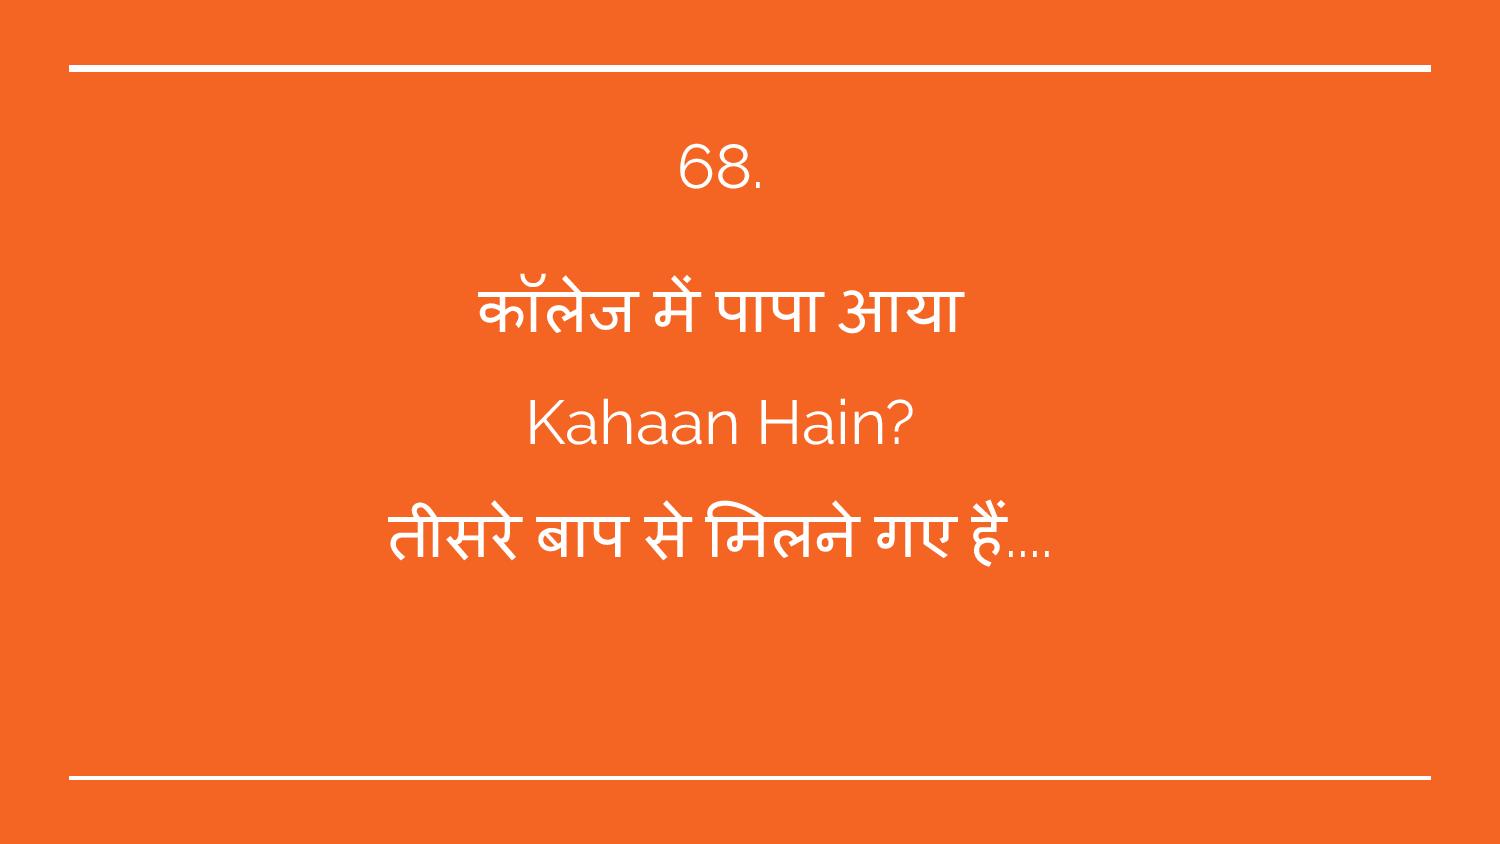 68.
कॉलेज में पापा आया
Kahaan Hain?
तीसरे बाप से मिलने गए हैं....